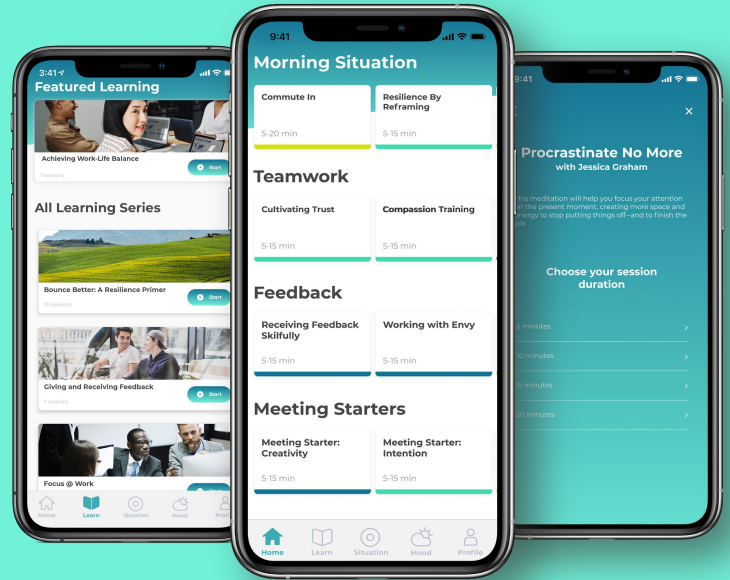 3:41
Featured Learning
Achieving Work-Life Balance
7 sessions
Start
All Learning Series
Bounce Better: A Resilience Primer
Start
Giving and Receiving Feedback
7 sessions
Start
Focus @ Work
Home
Learn
Situation
Mood
9:41
Morning Situation
Commute In
5-20 min
Resilience By
Reframing
5-15 min
Teamwork
Cultivating Trust
5-15 min
Compassion Training
5-15 min
Feedback
Receiving Feedback
Skilfully
5-15 min
Working with Envy
5-15 min
Meeting Starters
Meeting Starter:
Creativity
5-15 min
Meeting Starter:
Intention
5-15 min
Home
Learn
Situation
Mood
Profile
9:41
Procrastinate No More
with Jessica Graham
This meditation will help you focus your attention
on the present moment, creating more space and
energy to stop putting things off--and to finish the
job
Choose your session
duration
5 minutes
10 minutes
15 minutes
20 minutes